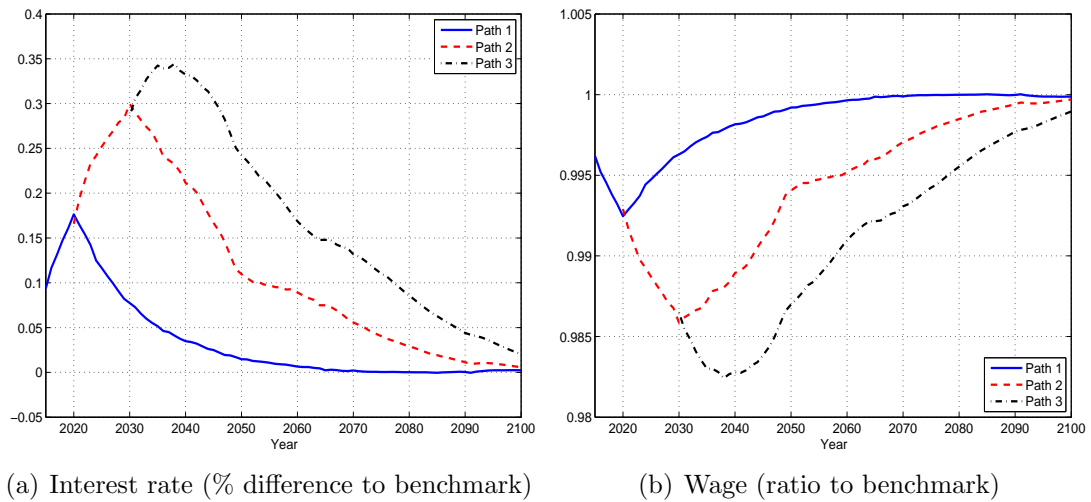 0.4
0.35
0.3
0.25
0.2
0.15
0.1
0.05
0
−0.05
2020 2030 2040 2050 2060 2070 2080 2090 2100
Year
Path 1
Path 2
Path 3
(a) Interest rate (% difference to benchmark)
1.005
1
0.995
0.99
0.985
0.98
2020 2030 2040 2050 2060 2070 2080 2090 2100
Year
Path 1
Path 2
Path 3
(b) Wage (ratio to benchmark)